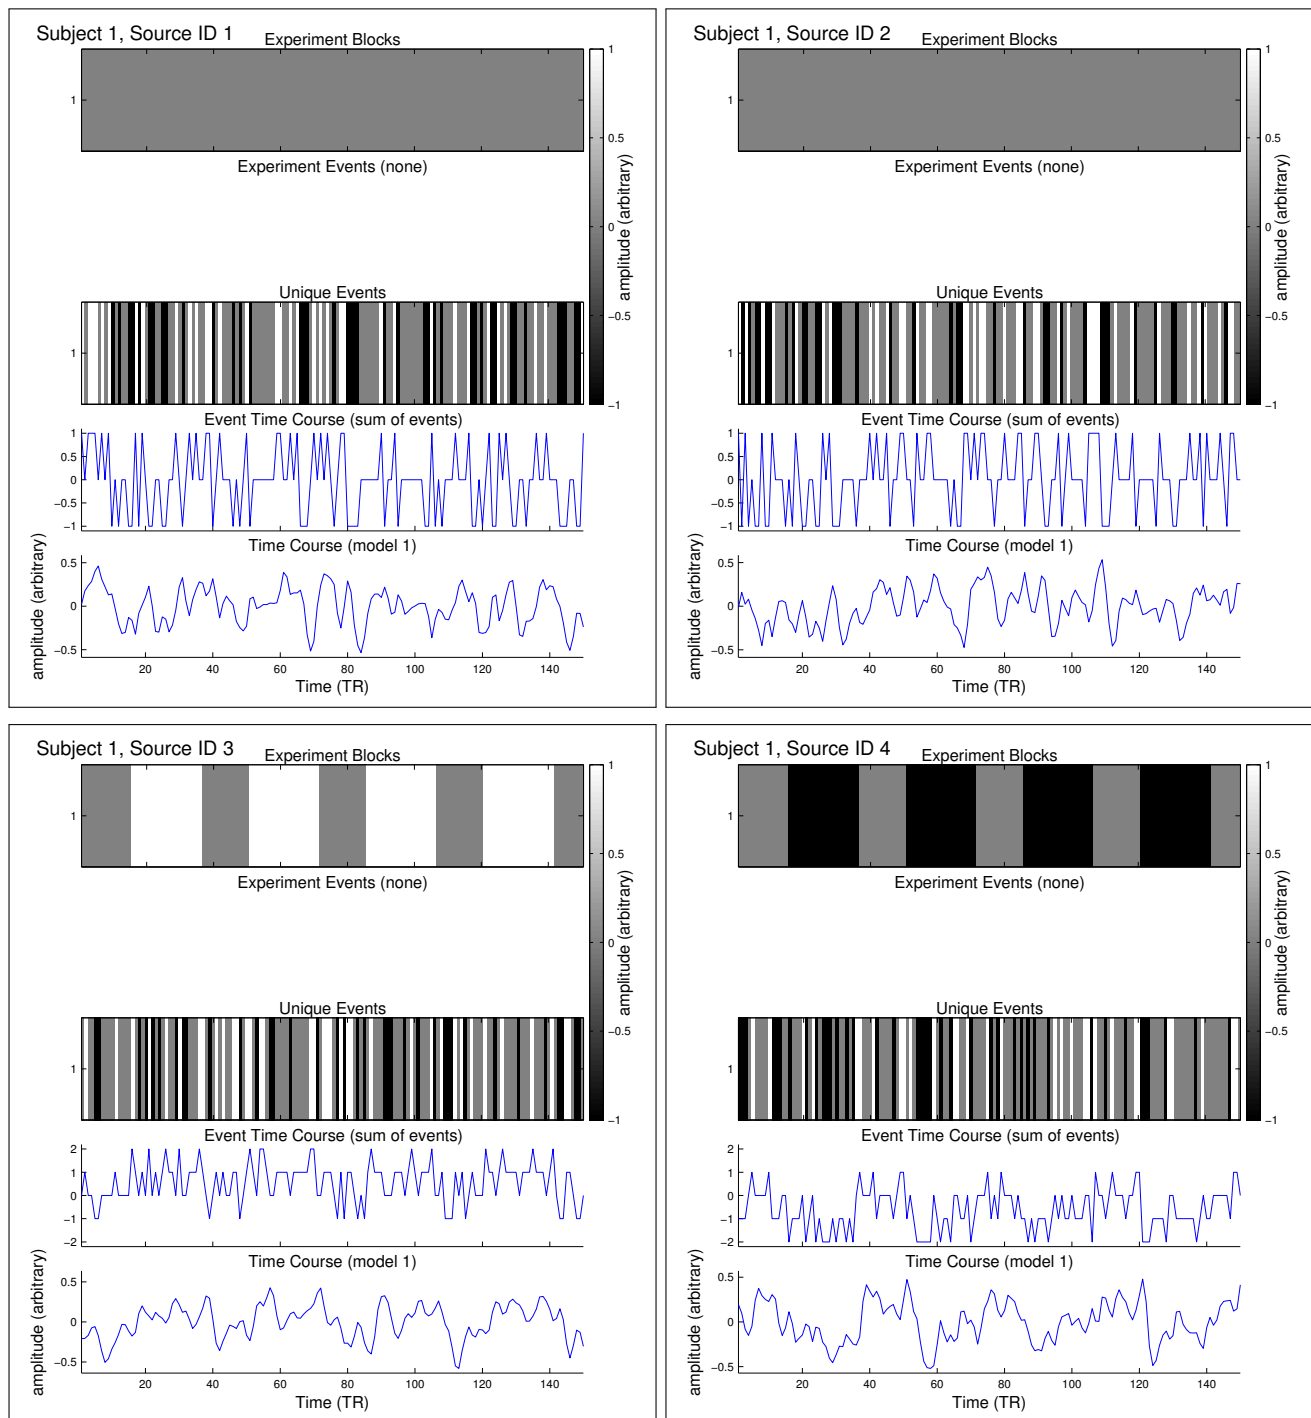 Subject 1, Source ID 1
Experiment Blocks
1
Experiment Events (none)
Unique Events
1
1
0.5
0
−0.5
−1
amplitude (arbitrary)
Event Time Course (sum of events)
1
0.5
0
−0.5
−1
Time Course (model 1)
0.5
0
−0.5
amplitude (arbitrary)
20 40 60 80 100 120 140
Time (TR)
Subject 1, Source ID 2
Experiment Blocks
1
Experiment Events (none)
Unique Events
1
1
0.5
0
−0.5
−1
amplitude (arbitrary)
Event Time Course (sum of events)
1
0.5
0
−0.5
−1
Time Course (model 1)
0.5
0
−0.5
amplitude (arbitrary)
20 40 60 80 100 120 140
Time (TR)
Subject 1, Source ID 3
Experiment Blocks
1
Experiment Events (none)
Unique Events
1
1
0.5
0
−0.5
−1
amplitude (arbitrary)
Event Time Course (sum of events)
2
1
0
−1
−2
Time Course (model 1)
0.5
0
−0.5
amplitude (arbitrary)
20 40 60 80 100 120 140
Time (TR)
Subject 1, Source ID 4
Experiment Blocks
1
Experiment Events (none)
Unique Events
1
1
0.5
0
−0.5
−1
amplitude (arbitrary)
Event Time Course (sum of events)
2
1
0
−1
−2
Time Course (model 1)
0.5
0
−0.5
amplitude (arbitrary)
20 40 60 80 100 120 140
Time (TR)